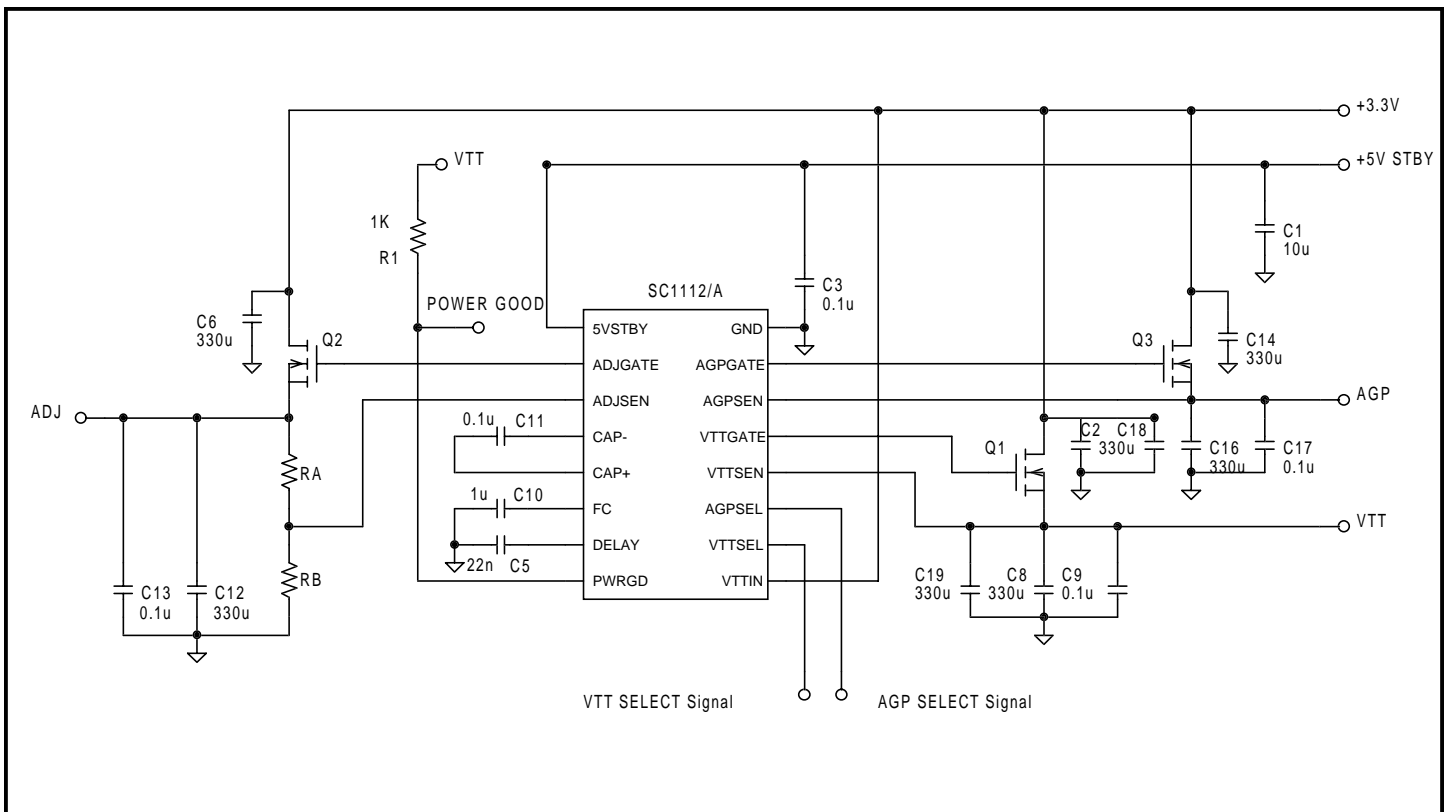 +3.3V
VTT
+5V STBY
1K
R1
C1
10u
C3
0.1u
SC1112/A
POWER GOOD
C6
330u
Q2
Q3
C14
330u
5VSTBY
GND
ADJGATE
AGPGATE
ADJSEN
AGPSEN
CAP-
VTTGATE
CAP+
VTTSEN
FC
AGPSEL
DELAY
VTTSEL
PWRGD
VTTIN
ADJ
AGP
0.1u
C11
RA
Q1
C2
330u
C18
C16
330u
C17
0.1u
1u
C10
22n
C5
VTT
RB
C13
0.1u
C12
330u
C19
330u
C8
330u
C9
0.1u
VTT SELECT Signal
AGP SELECT Signal